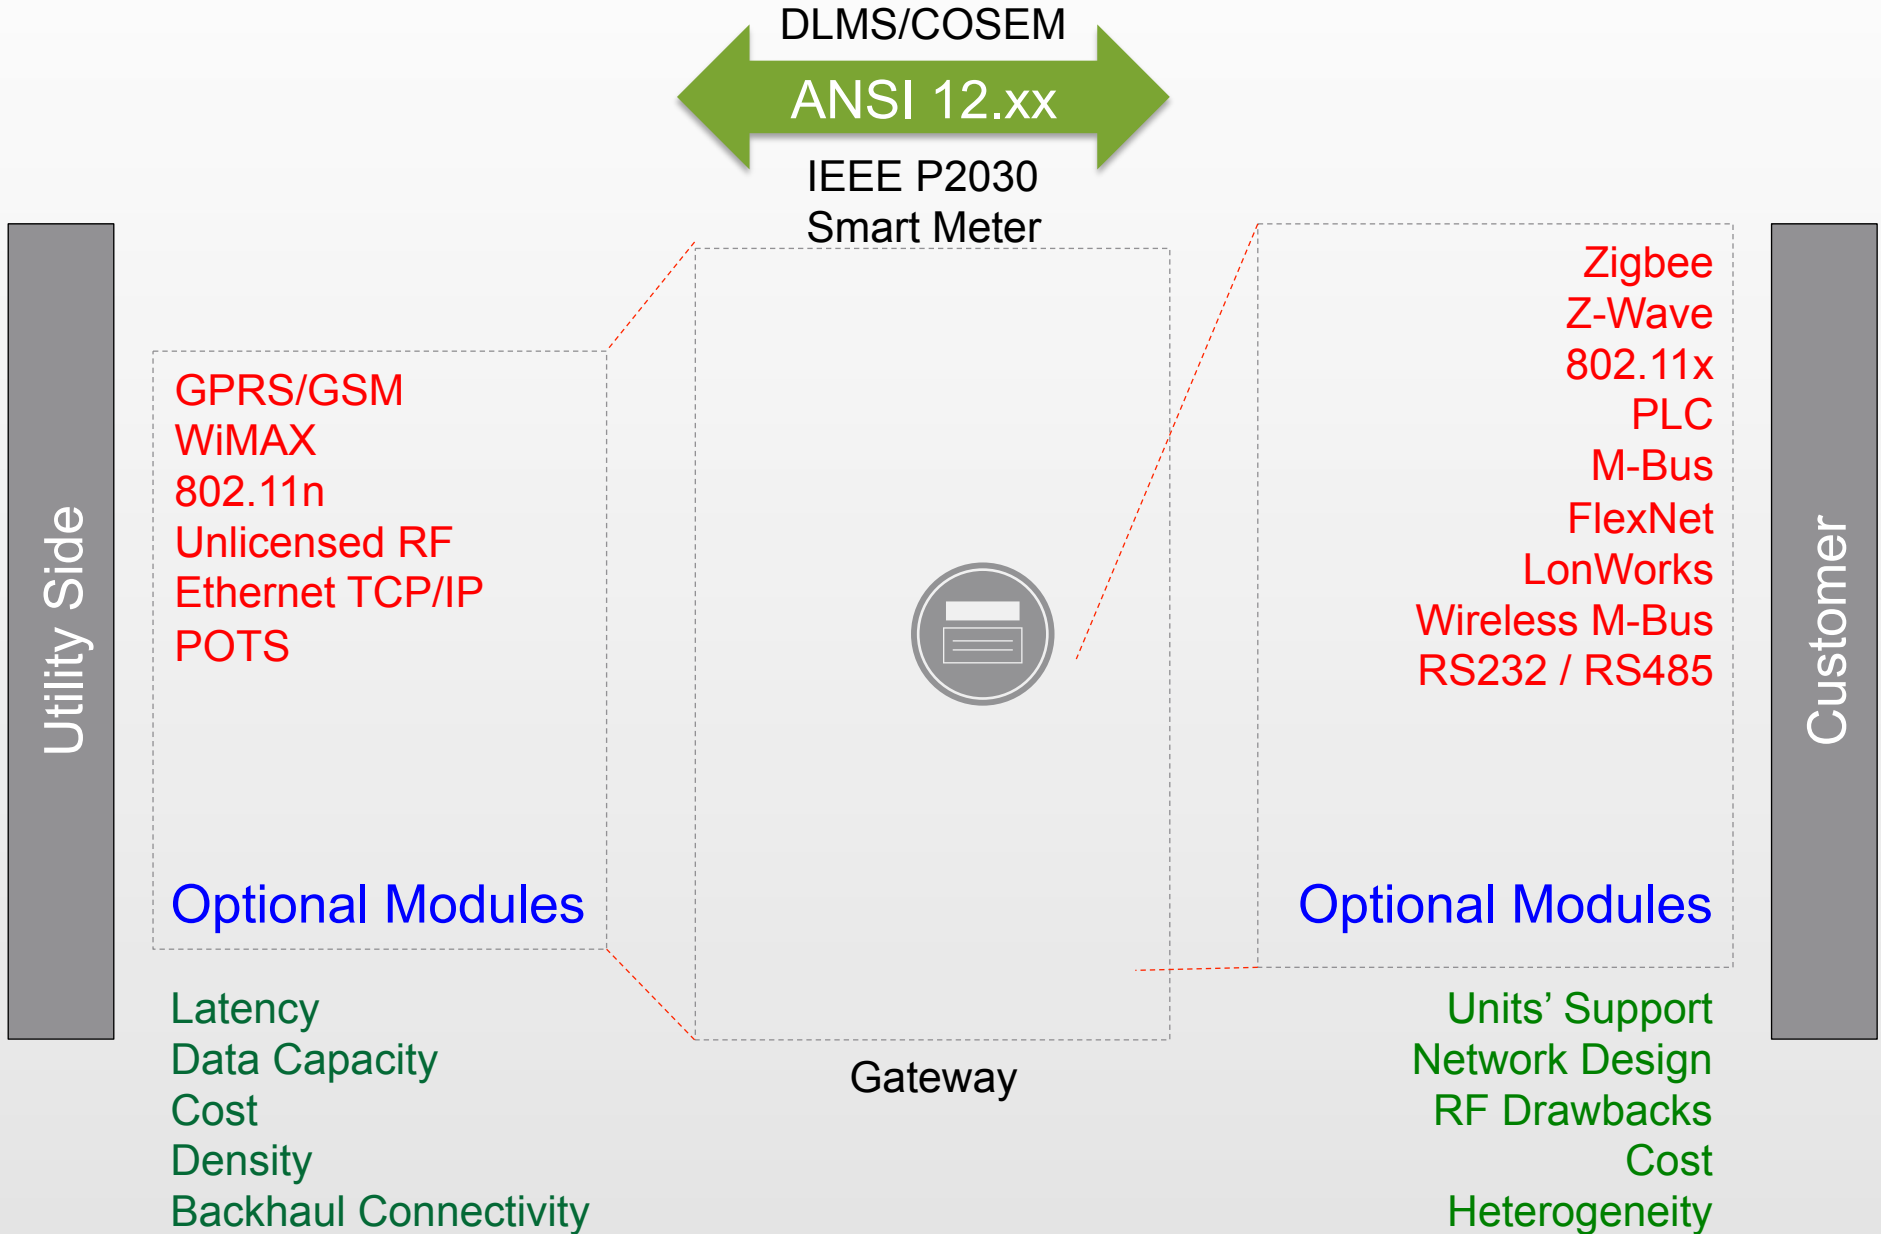 DLMS/COSEM
ANSI 12.xx
IEEE P2030
Smart Meter
Utility Side
GPRS/GSM
WiMAX
802.11n
Unlicensed RF
Ethernet TCP/IP
POTS
Optional Modules
Latency
Data Capacity
Cost
Density
Backhaul Connectivity
Gateway
Zigbee
Z-Wave
802.11x
PLC
M-Bus
FlexNet
LonWorks
Wireless M-Bus
RS232 / RS485
Optional Modules
Units’ Support
Network Design
RF Drawbacks
Cost
Heterogeneity
Customer